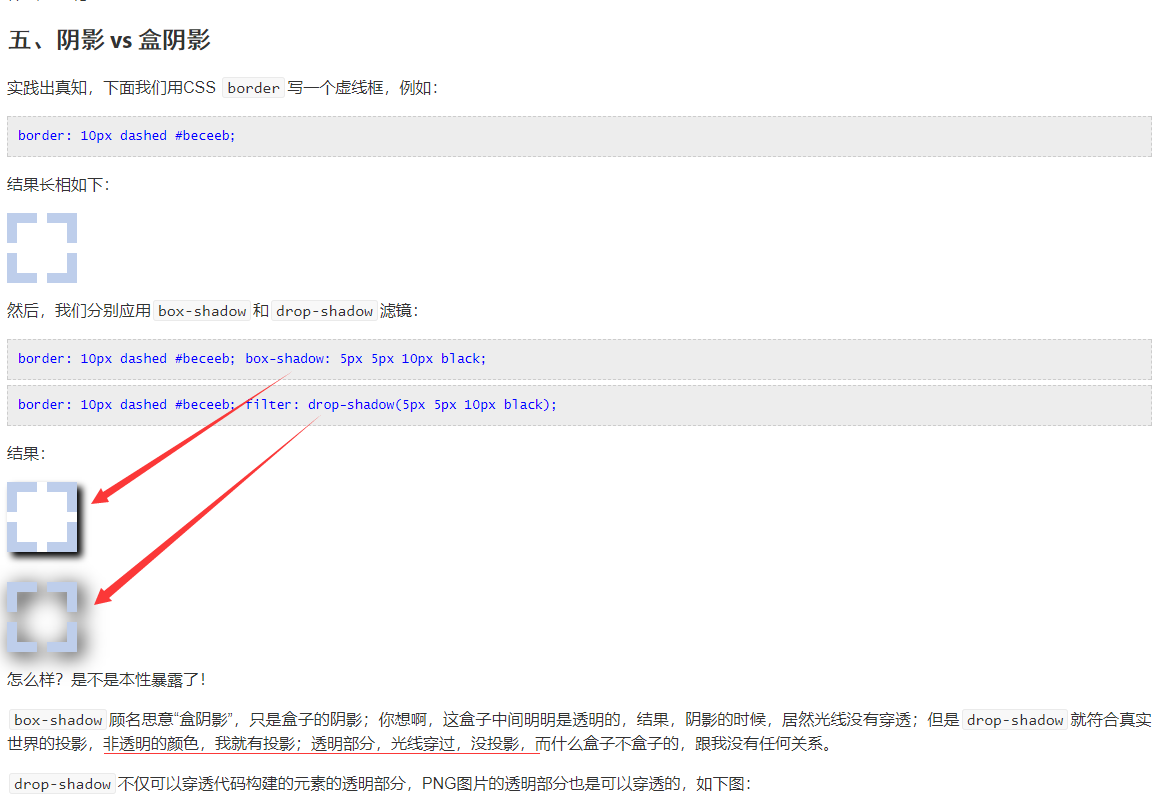 五、阴影 vs 盒阴影
实践出真知，下面我们用CSS border 写一个虚线框，例如：
border: 10px dashed #beceeb;
结果长相如下：
然后，我们分别应用 box-shadow 和 drop-shadow 滤镜：
border: 10px dashed #beceeb; box-shadow: 5px 5px 10px black;
border: 10px dashed #beceeb; filter: drop-shadow(5px 5px 10px black);
结果：
怎么样？是不是本性暴露了！
box-shadow 顾名思意“盒阴影”，只是盒子的阴影；你想啊，这盒子中间明明是透明的，结果，阴影的时候，居然光线没有穿透；但是 drop-shadow 就符合真实
世界的投影，非透明的颜色，我就有投影；透明部分，光线穿过，没投影，而什么盒子不盒子的，跟我没有任何关系。
drop-shadow 不仅可以穿透代码构建的元素的透明部分，PNG图片的透明部分也是可以穿透的，如下图：